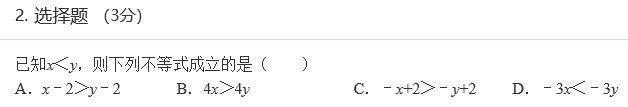 2. 选择题 (3分)
已知x<y，则下列不等式成立的是（  ）
A. x﹣2>y﹣2 B. 4x>4y C. ﹣x+2>﹣y+2 D. ﹣3x<﹣3y